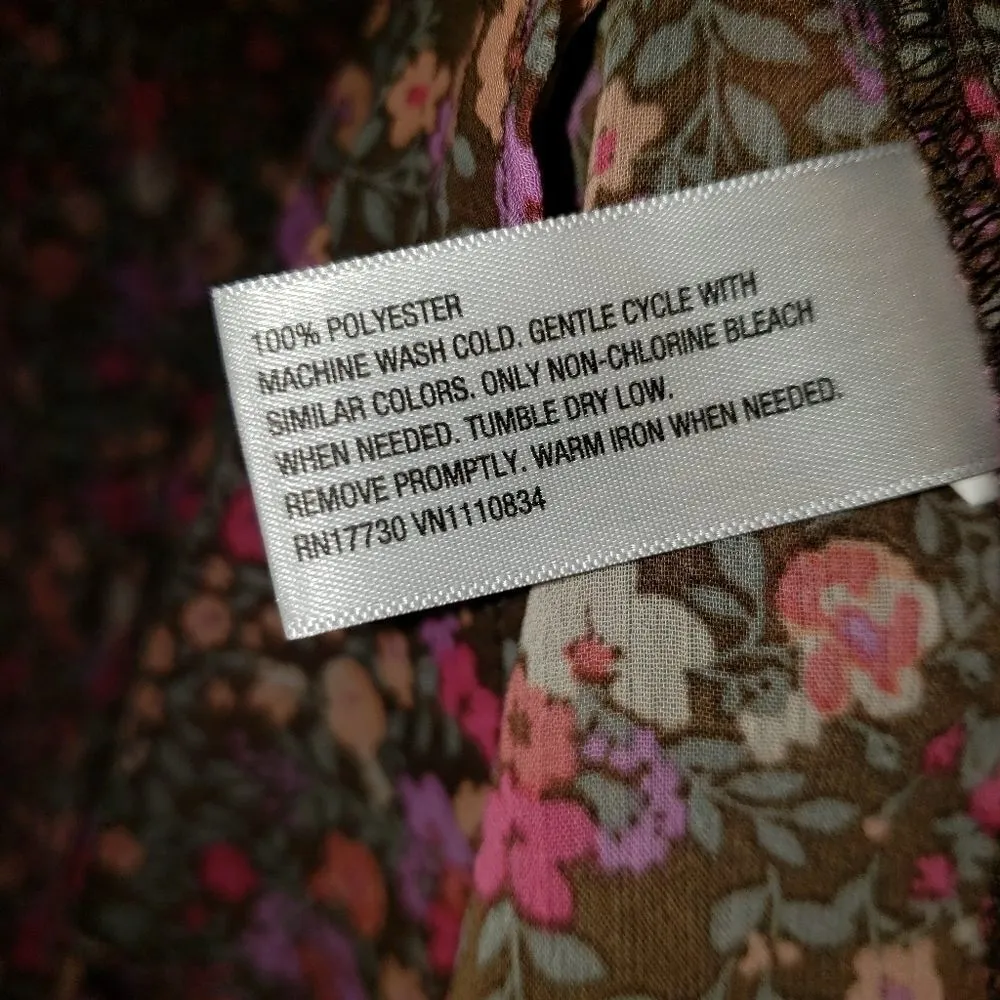 100% POLYESTER
MACHINE WASH COLD. GENTLE CYCLE WITH
SIMILAR COLORS. ONLY NON-CHLORINE BLEACH
WHEN NEEDED. TUMBLE DRY LOW.
REMOVE PROMPTLY. WARM IRON WHEN NEEDED.
RN17730 VN1110834